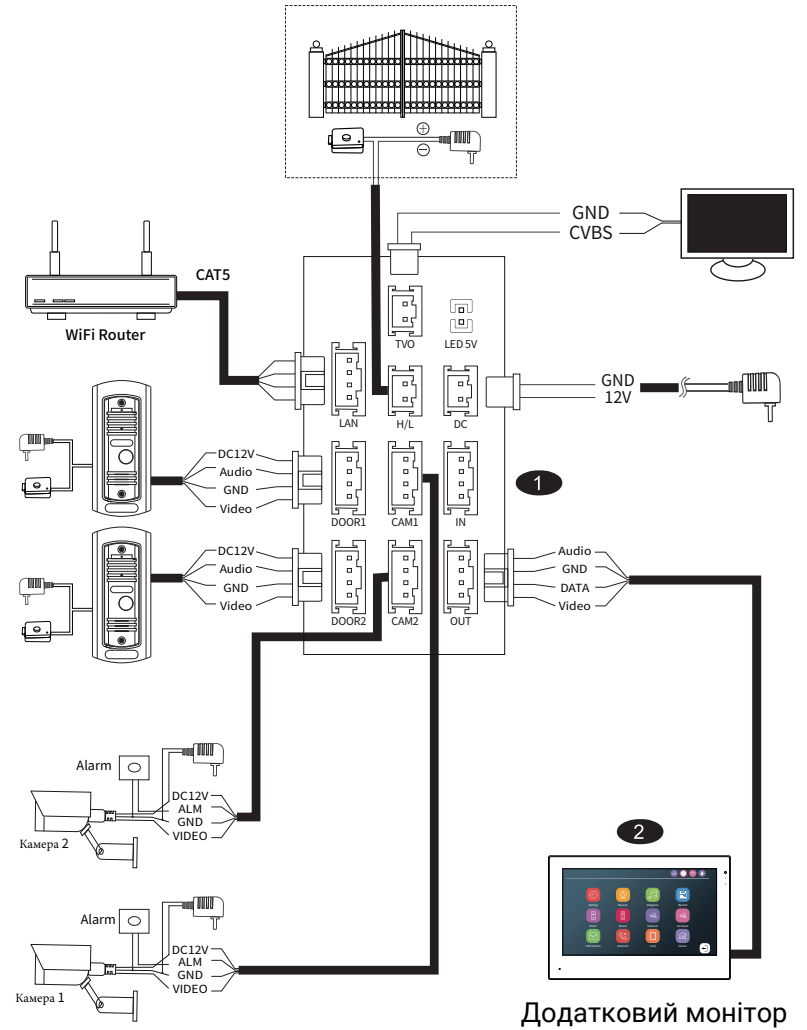 GND
CVBS
CAT5
WiFi Router
TVO
LED 5V
GND
12V
LAN
H/L
DC
DC12V
Audio
GND
Video
DOOR1
CAM1
IN
1
DC12V
Audio
GND
Video
DOOR2
CAM2
OUT
Audio
GND
DATA
Video
Alarm
DC12V
ALM
GND
VIDEO
Камера 2
2
Alarm
DC12V
ALM
GND
VIDEO
Камера 1
Додатковий монітор